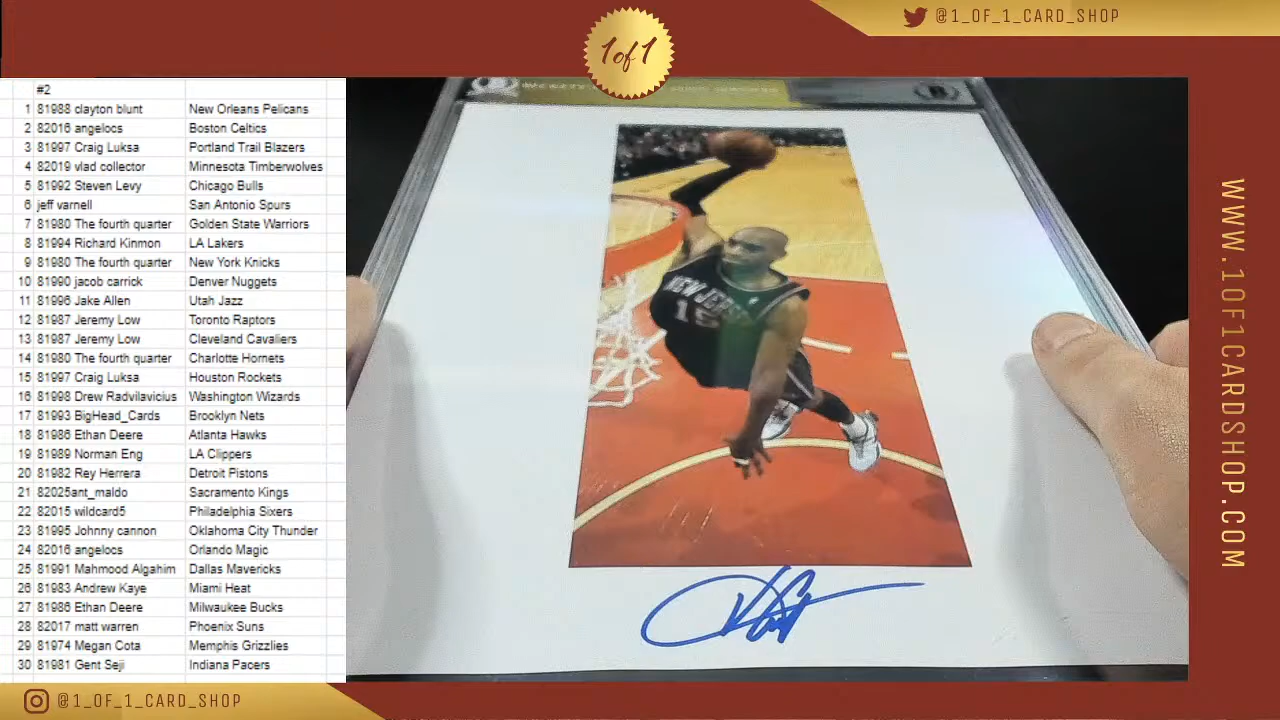 @1_OF_1_CARD_SHOP
1of1
#2
1 81988 clayton blunt New Orleans Pelicans
2 82016 angelocs Boston Celtics
3 81997 Craig Luksa Portland Trail Blazers
4 82019 vlad collector Minnesota Timberwolves
5 81992 Steven Levy Chicago Bulls
6 jeff varnell San Antonio Spurs
7 81980 The fourth quarter Golden State Warriors
8 81994 Richard Kinmon LA Lakers
9 81980 The fourth quarter New York Knicks
10 81990 jacob carrick Denver Nuggets
11 81996 Jake Allen Utah Jazz
12 81987 Jeremy Low Toronto Raptors
13 81987 Jeremy Low Cleveland Cavaliers
14 81980 The fourth quarter Charlotte Hornets
15 81997 Craig Luksa Houston Rockets
16 81998 Drew Radvilavicius Washington Wizards
17 81993 BigHead_Cards Brooklyn Nets
18 81986 Ethan Deere Atlanta Hawks
19 81989 Norman Eng LA Clippers
20 81982 Rey Herrera Detroit Pistons
21 82025ant_maldo Sacramento Kings
22 82015 wildcard5 Philadelphia Sixers
23 81995 Johnny cannon Oklahoma City Thunder
24 82016 angelocs Orlando Magic
25 81991 Mahmood Algahim Dallas Mavericks
26 81983 Andrew Kaye Miami Heat
27 81986 Ethan Deere Milwaukee Bucks
28 82017 matt warren Phoenix Suns
29 81974 Megan Cota Memphis Grizzlies
30 81981 Gent Seji Indiana Pacers
NEW JERSEY
15
WWW.1OF1CARDSHOP.COM
@1_OF_1_CARD_SHOP